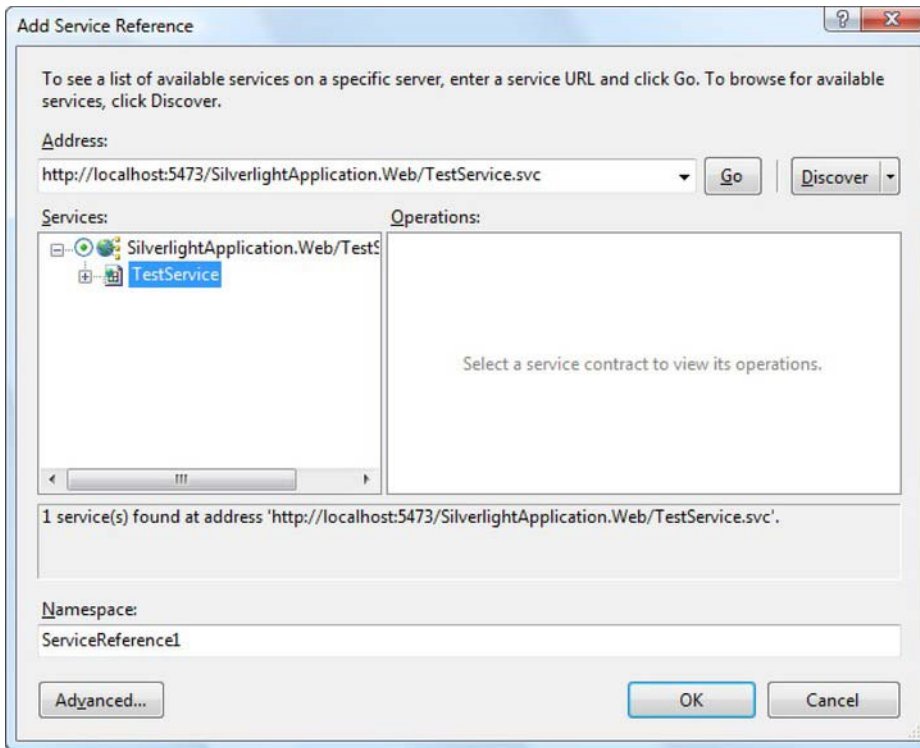 Add Service Reference
To see a list of available services on a specific server, enter a service URL and click Go. To browse for available
services, click Discover.
Address:
http://localhost:5473/SilverlightApplication.Web/TestService.svc
Go
Discover
Services:
Operations:
SilverlightApplication.Web/TestS
TestService
Select a service contract to view its operations.
1 service(s) found at address 'http://localhost:5473/SilverlightApplication.Web/TestService.svc'.
Namespace:
ServiceReference1
Advanced...
OK
Cancel